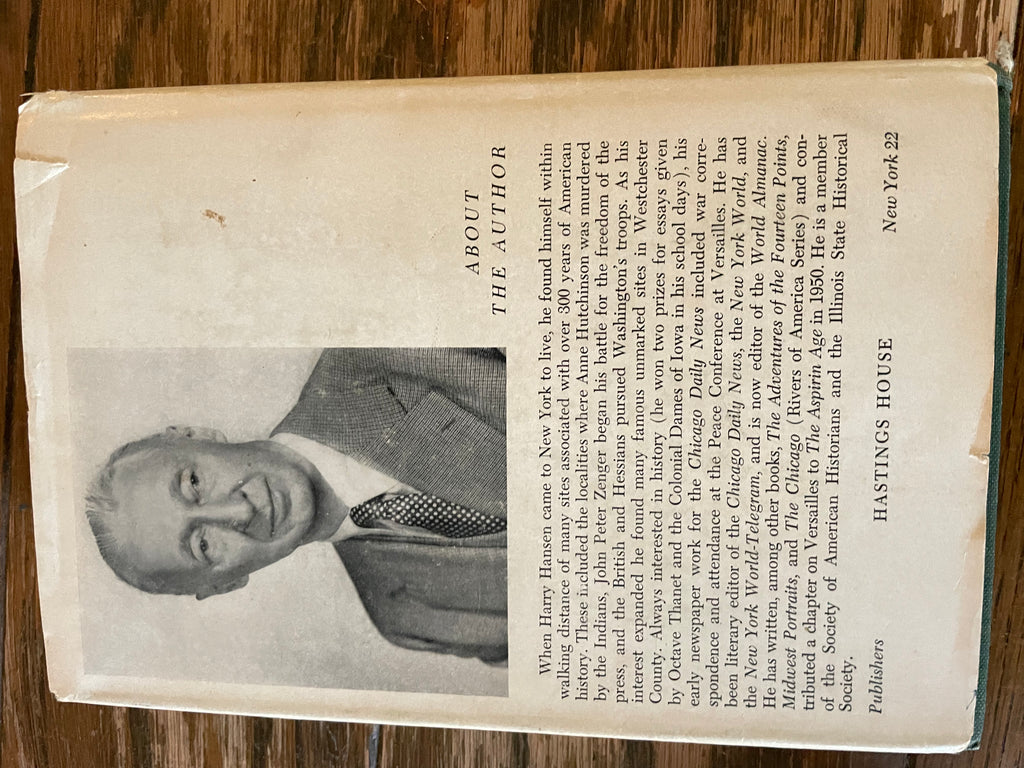 ABOUT
THE AUTHOR
When Harry Hansen came to New York to live, he found himself within
walking distance of many sites associated with over 300 years of American
history. These included the localities where Anne Hutchinson was murdered
by the Indians, John Peter Zenger began his battle for the freedom of the
press, and the British and Hessians pursued Washington's troops. As his
interest expanded he found many famous unmarked sites in Westchester
County. Always interested in history (he won two prizes for essays given
by Octave Thanet and the Colonial Dames of Iowa in his school days), his
early newspaper work for the Chicago Daily News included war corre-
spondence and attendance at the Peace Conference at Versailles. He has
been literary editor of the Chicago Daily News, the New York World, and
the New York World-Telegram, and is now editor of the World Almanac.
He has written, among other books, The Adventures of the Fourteen Points,
Midwest Portraits, and The Chicago (Rivers of America Series) and con-
tributed a chapter on Versailles to The Aspirin Age in 1950. He is a member
of the Society of American Historians and the Illinois State Historical
Society.
Publishers HASTINGS HOUSE New York 22